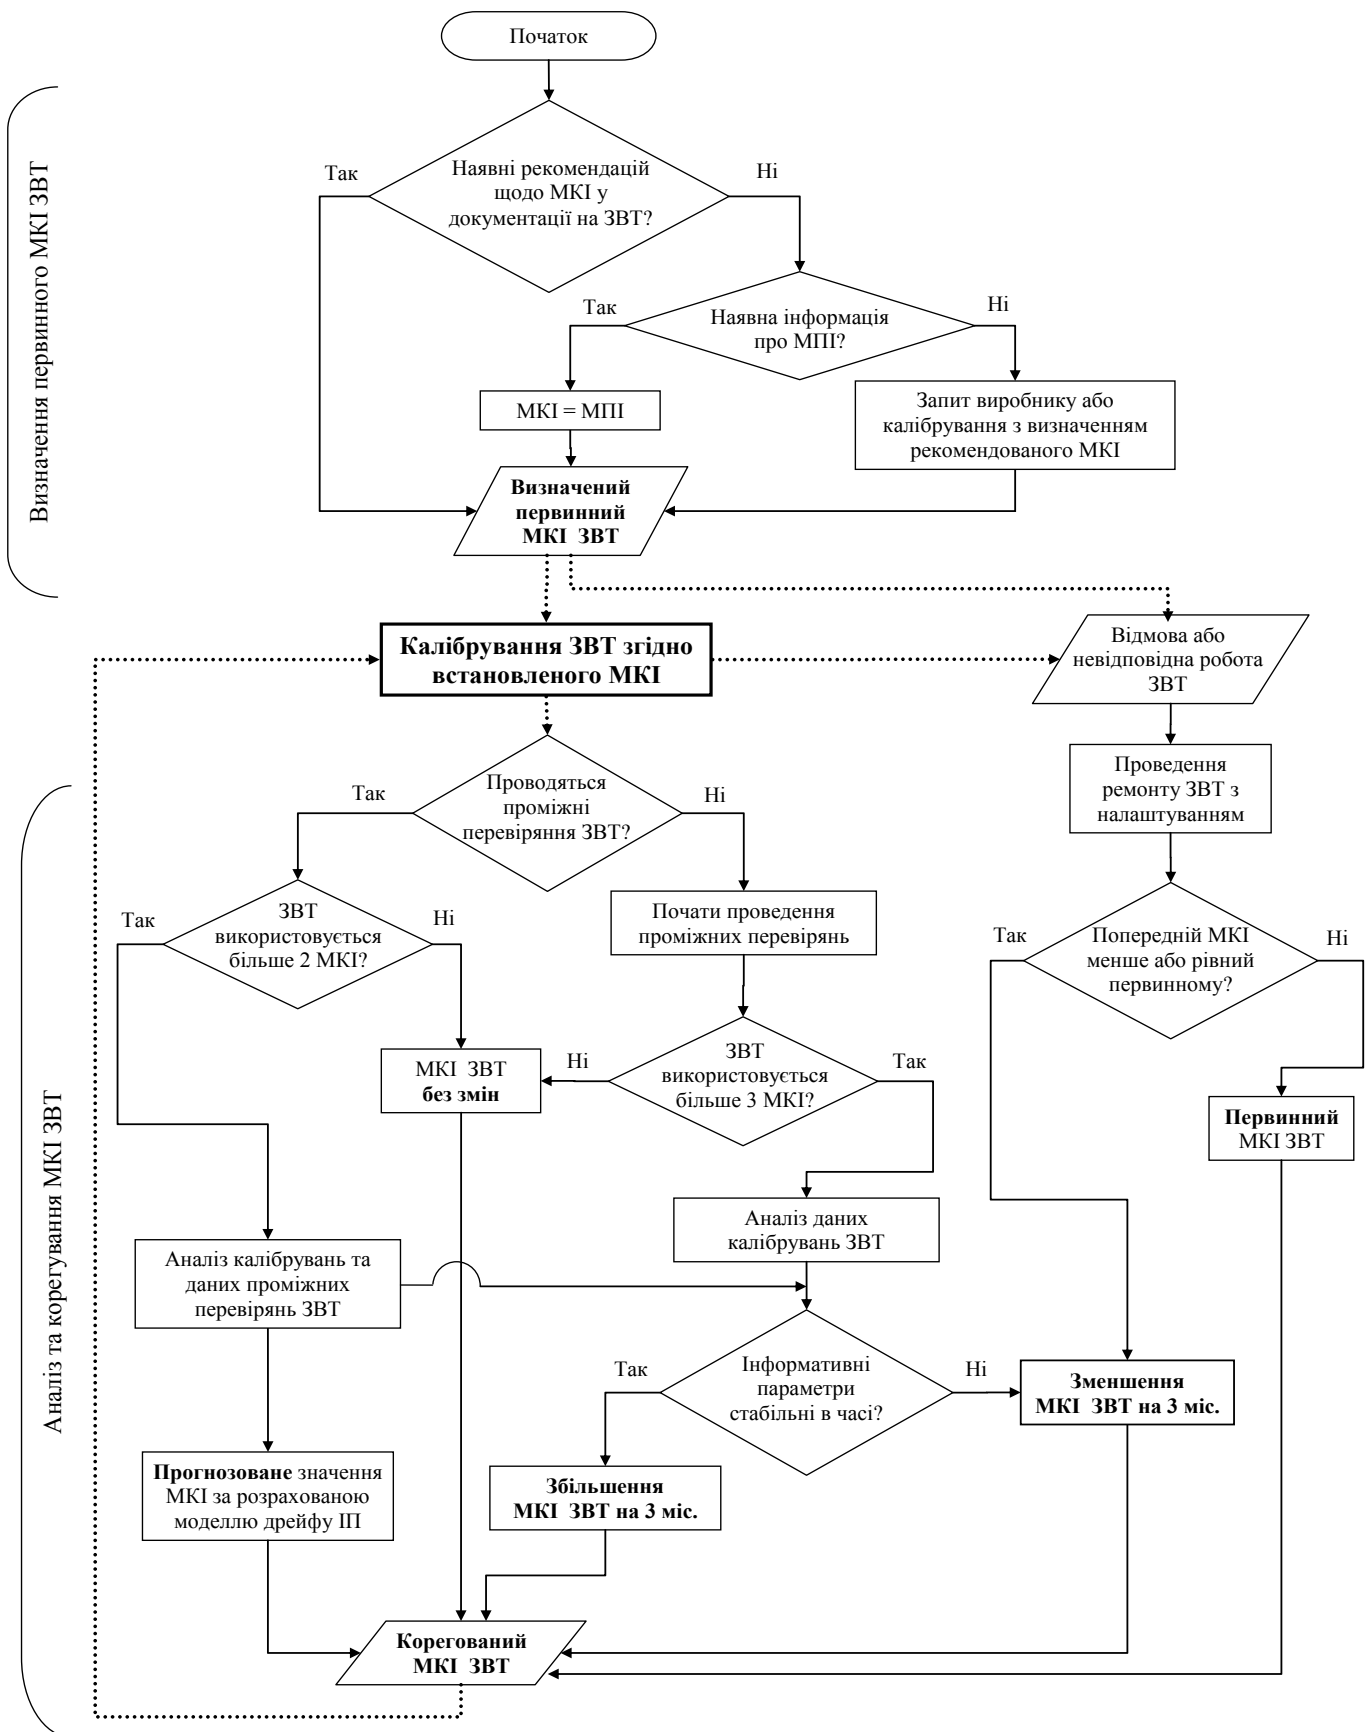 Початок
Визначення первинного МКІ ЗВТ
Так
Наявні рекомендацій
щодо МКІ у
документації на ЗВТ?
Ні
Так
Наявна інформація
про МПІ?
Ні
МКІ = МПІ
Запит виробнику або
калібрування з визначенням
рекомендованого МКІ
Визначений
первинний
МКІ ЗВТ
Калібрування ЗВТ згідно
встановленого МКІ
Відмова або
невідповідна робота
ЗВТ
Проведення
ремонту ЗВТ з
налаштуванням
Аналіз та корегування МКІ ЗВТ
Так
Проводяться
проміжні
перевіряння ЗВТ?
Ні
Так
ЗВТ
використовується
більше 2 МКІ?
Ні
Почати проведення
проміжних перевірянь
Так
Попередній МКІ
менше або рівний
первинному?
Ні
МКІ ЗВТ
без змін
Ні
ЗВТ
використовується
більше 3 МКІ?
Так
Первинний
МКІ ЗВТ
Аналіз даних
калібрувань ЗВТ
Аналіз калібрувань та
даних проміжних
перевірянь ЗВТ
Так
Інформативні
параметри
стабільні в часі?
Ні
Зменшення
МКІ ЗВТ на 3 міс.
Прогнозоване значення
МКІ за розрахованою
моделлю дрейфу ІП
Збільшення
МКІ ЗВТ на 3 міс.
Корегований
МКІ ЗВТ